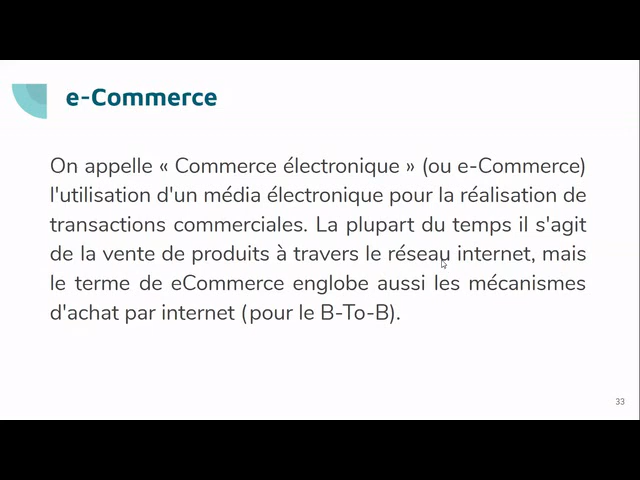 e-Commerce
On appelle « Commerce électronique » (ou e-Commerce)
l'utilisation d'un média électronique pour la réalisation de
transactions commerciales. La plupart du temps il s'agit
de la vente de produits à travers le réseau internet, mais
le terme de eCommerce englobe aussi les mécanismes
d'achat par internet (pour le B-To-B).
33